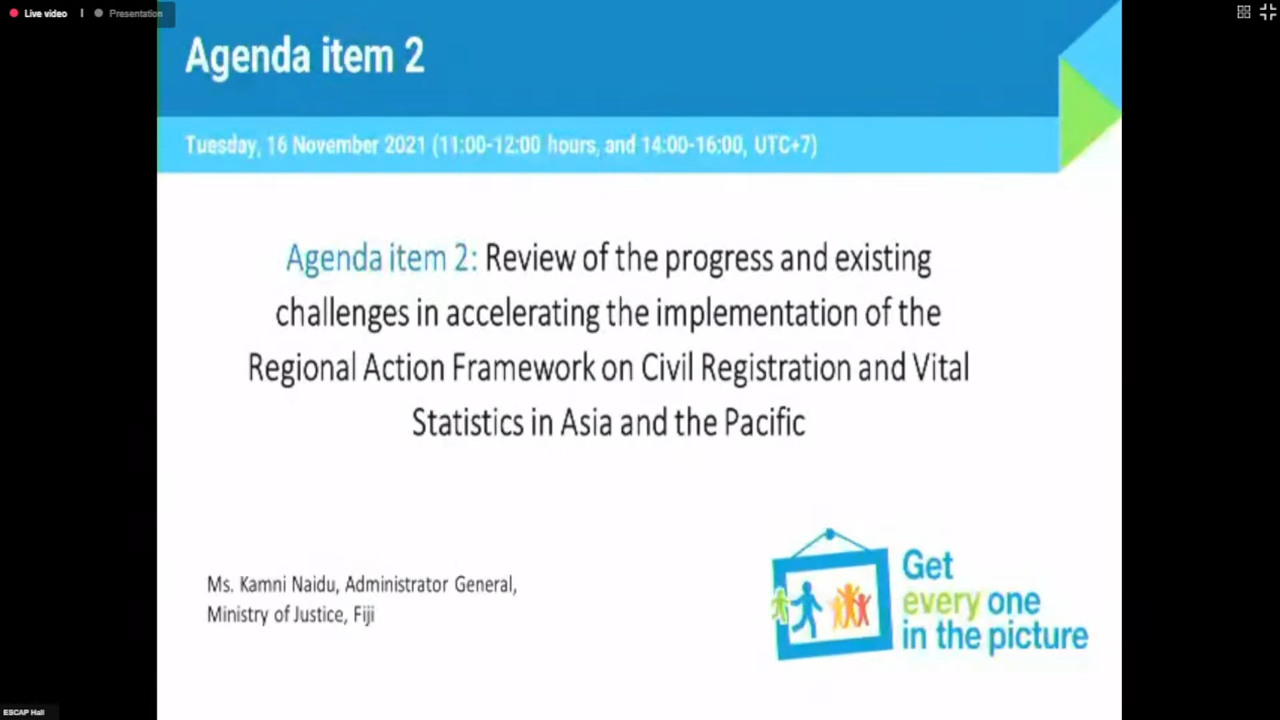 Live video | Presentation
Agenda item 2
Tuesday, 16 November 2021 (11:00-12:00 hours, and 14:00-16:00, UTC+7)
Agenda item 2: Review of the progress and existing
challenges in accelerating the implementation of the
Regional Action Framework on Civil Registration and Vital
Statistics in Asia and the Pacific
Ms. Kamni Naidu, Administrator General,
Ministry of Justice, Fiji
Get
every one
in the picture
ESCAP Hall